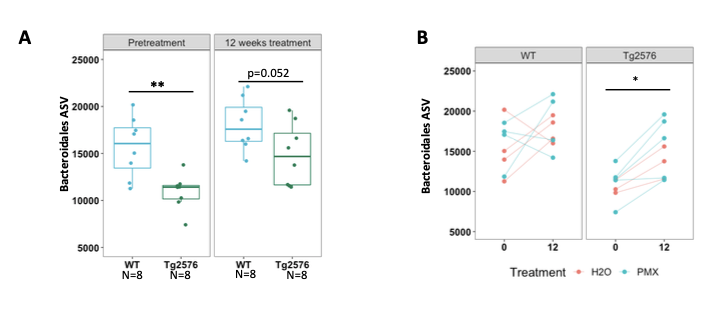 A
Pretreatment
12 weeks treatment
Bacteroidales ASV
25000
20000
15000
10000
5000
**
p=0.052
WT
Tg2576
WT
Tg2576
N=8
N=8
N=8
N=8
B
WT
Tg2576
Bacteroidales ASV
25000
20000
15000
10000
5000
*
0
12
0
12
Treatment
H2O
PMX